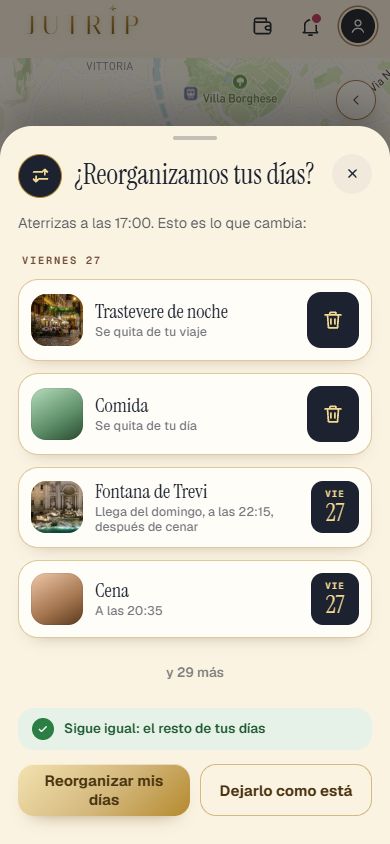 JUTRIP
VITTORIA
Villa Borghese
Via N
¿Reorganizamos tus días?
Aterrizas a las 17:00. Esto es lo que cambia:
VIERNES 27
Trastevere de noche
Se quita de tu viaje
Comida
Se quita de tu día
Fontana de Trevi
Llega del domingo, a las 22:15,
después de cenar
VIE
27
Cena
A las 20:35
VIE
27
y 29 más
Sigue igual: el resto de tus días
Reorganizar mis
días
Dejarlo como está